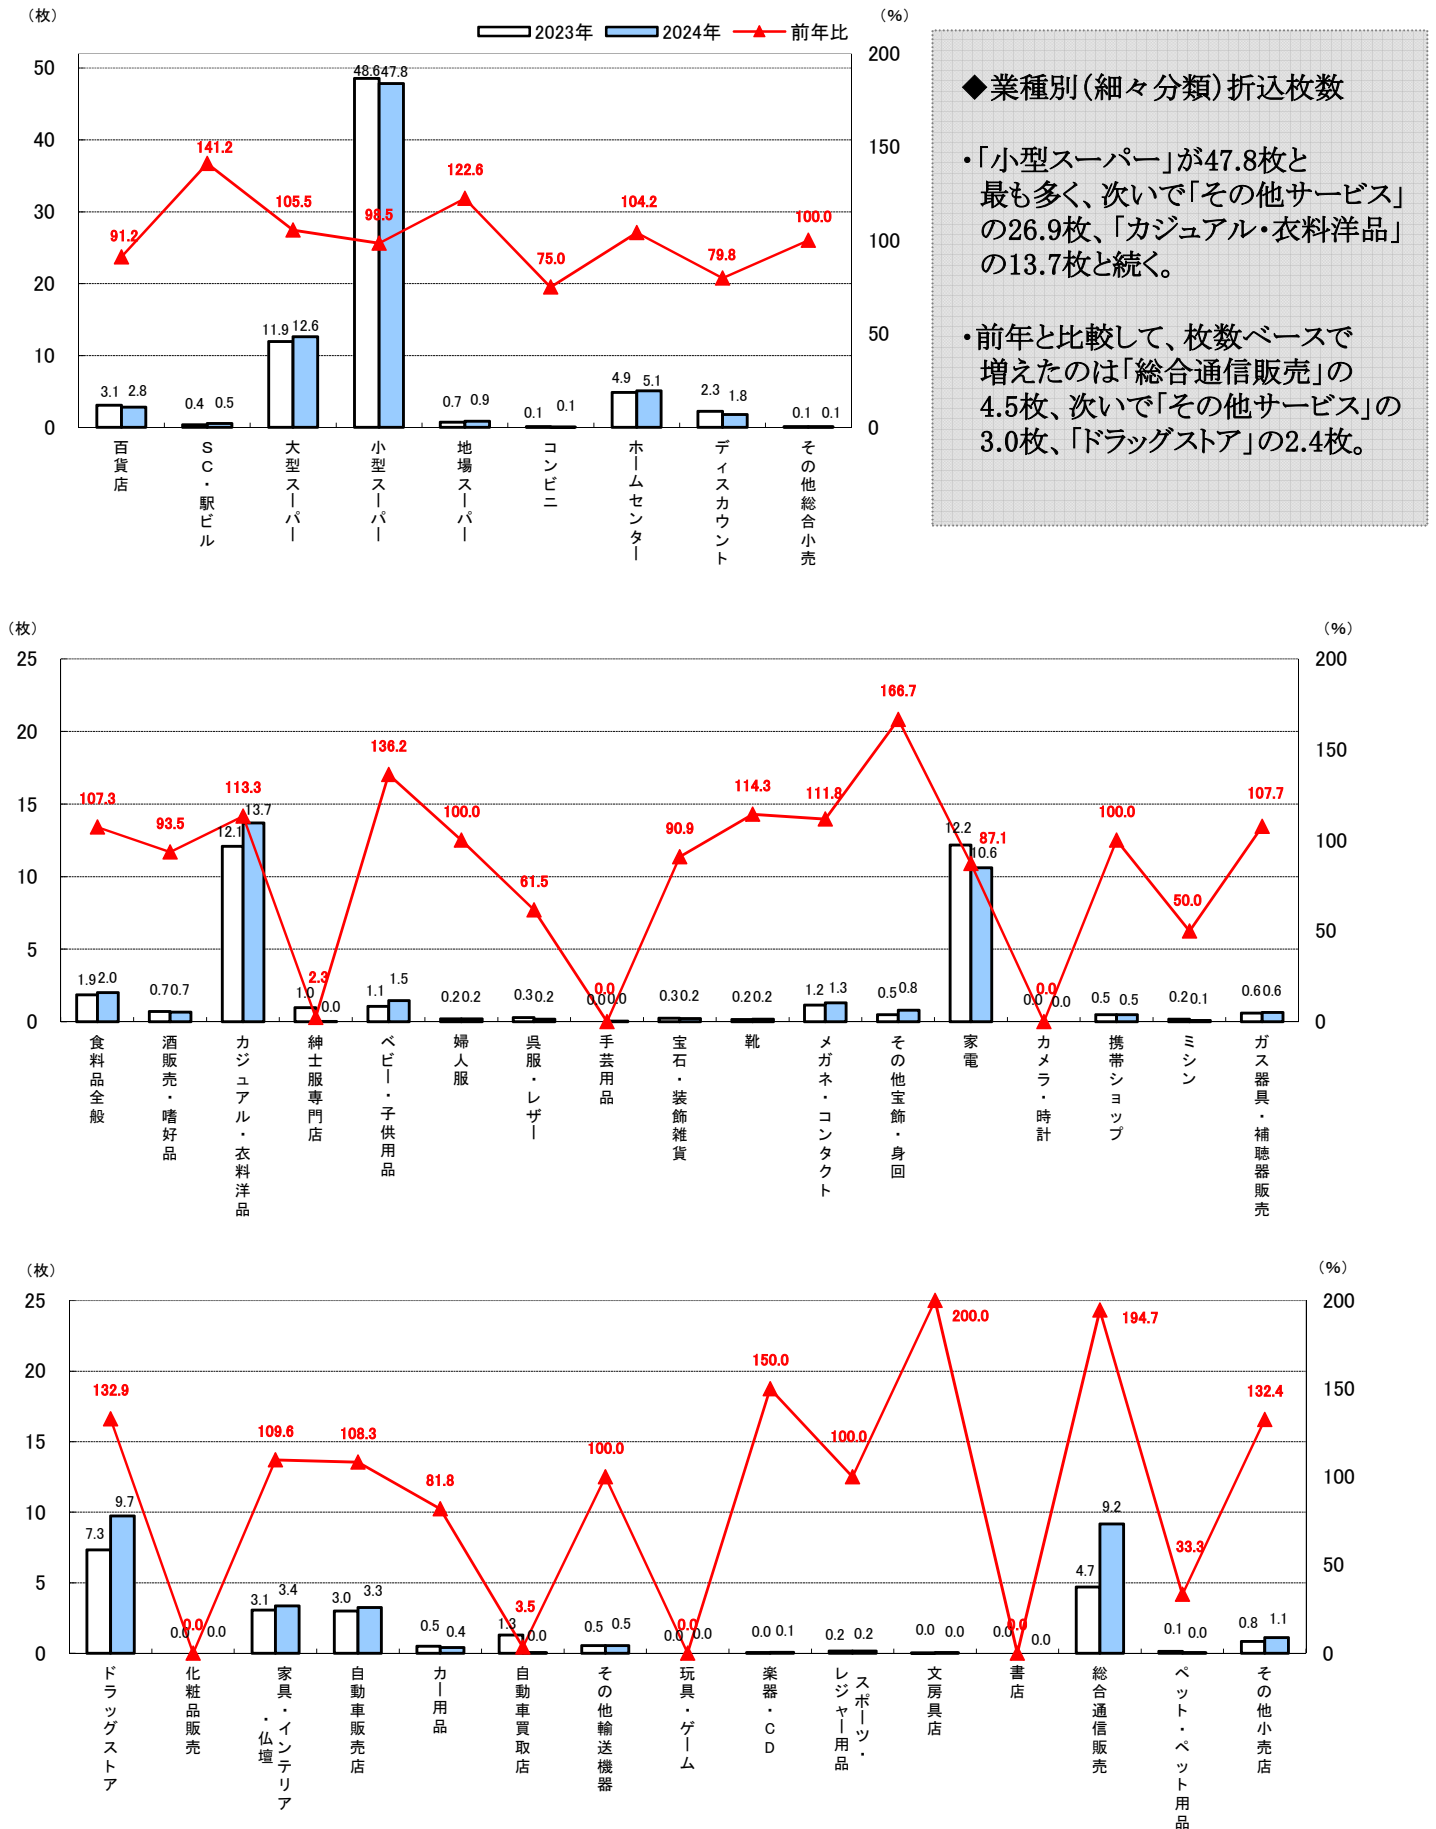 (枚)
(%)
2023年 2024年 前年比
50
40
30
20
10
0
200
150
100
50
0
91.2
141.2
105.5
98.5
122.6
75.0
104.2
79.8
100.0
3.1 2.8
0.4 0.5
11.9 12.6
48.6 47.8
0.7 0.9
0.1 0.1
4.9 5.1
2.3 1.8
0.1 0.1
百貨店
SC・駅ビル
大型スーパー
小型スーパー
地場スーパー
コンビニ
ホームセンター
ディスカウント
その他総合小売
◆業種別(細々分類)折込枚数
・「小型スーパー」が47.8枚と
最も多く、次いで「その他サービス」
の26.9枚、「カジュアル・衣料洋品」
の13.7枚と続く。
・前年と比較して、枚数ベースで
増えたのは「総合通信販売」の
4.5枚、次いで「その他サービス」の
3.0枚、「ドラッグストア」の2.4枚。
(枚)
(%)
25
20
15
10
5
0
200
150
100
50
0
107.3
93.5
113.3
2.3
136.2
100.0
61.5
0.0
90.9
114.3
111.8
166.7
87.1
0.0
100.0
50.0
107.7
1.9 2.0
0.7 0.7
12.1 13.7
1.0 0.0
1.1 1.5
0.2 0.2
0.3 0.2
0.0 0.0
0.3 0.2
0.2 0.2
1.2 1.3
0.5 0.8
12.2 10.6
0.0 0.0
0.5 0.5
0.2 0.1
0.6 0.6
食料品全般
酒販売・嗜好品
カジュアル・衣料洋品
紳士服専門店
ベビー・子供用品
婦人服
呉服・レザー
手芸用品
宝石・装飾雑貨
靴
メガネ・コンタクト
その他宝飾・身回
家電
カメラ・時計
携帯ショップ
ミシン
ガス器具・補聴器販売
(枚)
(%)
25
20
15
10
5
0
200
150
100
50
0
132.9
0.0
109.6
108.3
81.8
3.5
100.0
0.0
150.0
100.0
200.0
0.0
194.7
33.3
132.4
7.3 9.7
0.0 0.0
3.1 3.4
3.0 3.3
0.5 0.4
1.3 0.0
0.5 0.5
0.0 0.0
0.0 0.1
0.2 0.2
0.0 0.0
0.0 0.0
4.7 9.2
0.1 0.0
0.8 1.1
ドラッグストア
化粧品販売
家具・インテリア
・仏壇
自動車販売店
カー用品
自動車買取店
その他輸送機器
玩具・ゲーム
楽器・CD
スポーツ・
レジャー用品
文房具店
書店
総合通信販売
ペット・ペット用品
その他小売店